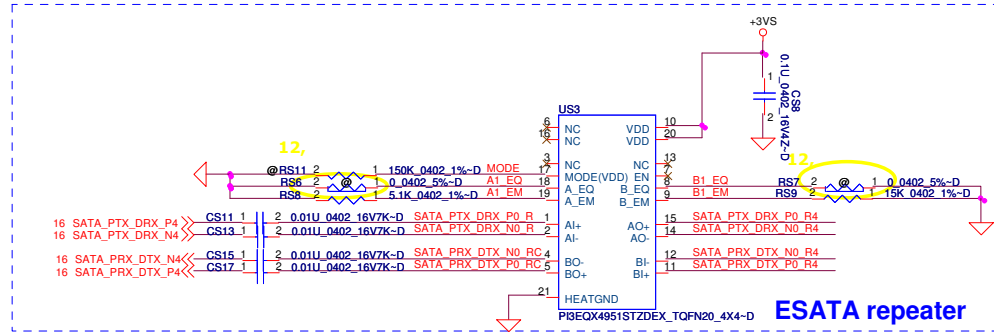 +3VS
0.1U_0402_16V4Z~D
1
CS8
2
US3
6 NC VDD 10
16 NC VDD 20
12,
12,
3 NC NC 13
@RS11 2 1 150K_0402_1%~D MODE 17 MODE(VDD) EN 7
RS6 2 @ 1 0_0402_5%~D A1_EQ 18 A_EQ B_EQ 8 B1_EQ RS7 2 @ 1 0_0402_5%~D
RS8 2 1 5.1K_0402_1%~D A1_EM 19 A_EM B_EM 9 B1_EM RS9 2 1 15K_0402_1%~D
16 SATA_PTX_DRX_P4 CS11 1 2 0.01U_0402_16V7K~D SATA_PTX_DRX_P0_R 1 AI+ AO+ 15 SATA_PTX_DRX_P0_R4
16 SATA_PTX_DRX_N4 CS13 1 2 0.01U_0402_16V7K~D SATA_PTX_DRX_N0_R 2 AI- AO- 14 SATA_PTX_DRX_N0_R4
16 SATA_PRX_DTX_N4 CS15 1 2 0.01U_0402_16V7K~D SATA_PRX_DTX_N0_RC 4 BO- BI- 12 SATA_PRX_DTX_N0_R4
16 SATA_PRX_DTX_P4 CS17 1 2 0.01U_0402_16V7K~D SATA_PRX_DTX_P0_RC 5 BO+ BI+ 11 SATA_PRX_DTX_P0_R4
21 HEATGND
PI3EQX4951STZDEX_TQFN20_4X4~D
ESATA repeater